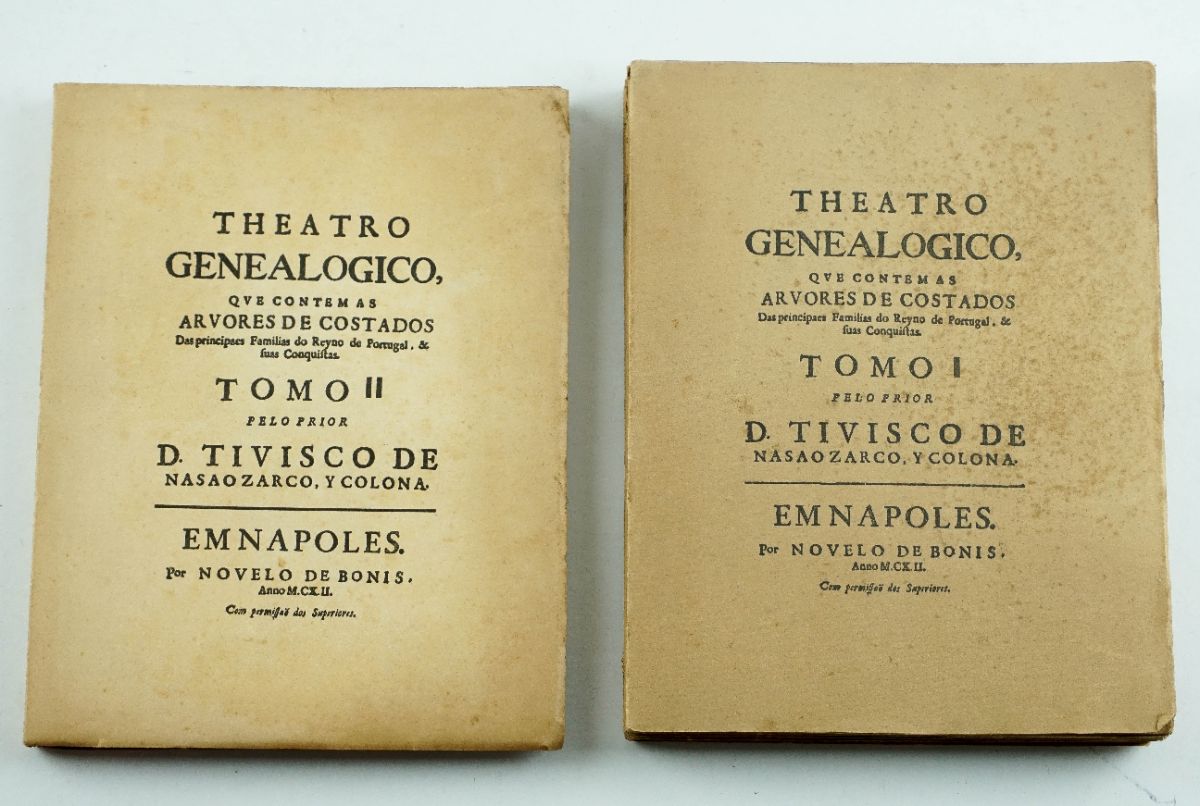 THEATRO
GENEALOGICO,
QVE CONTEM AS
ARVORES DE COSTADOS
Das principaes Familias do Reyno de Portugal, &
suas Conquistas.
TOMO II
PELO PRIOR
D. TIVISCO DE
NASAO ZARCO, Y COLONA.
EM NAPOLES.
Por NOVELO DE BONIS.
Anno M.CX.II.
Com permissaõ dos Superiores.
THEATRO
GENEALOGICO,
QVE CONTEM AS
ARVORES DE COSTADOS
Das principaes Familias do Reyno de Portugal, &
suas Conquistas.
TOMO I
PELO PRIOR
D. TIVISCO DE
NASAO ZARCO, Y COLONA.
EM NAPOLES.
Por NOVELO DE BONIS.
Anno M.CX.II.
Com permissaõ dos Superiores.